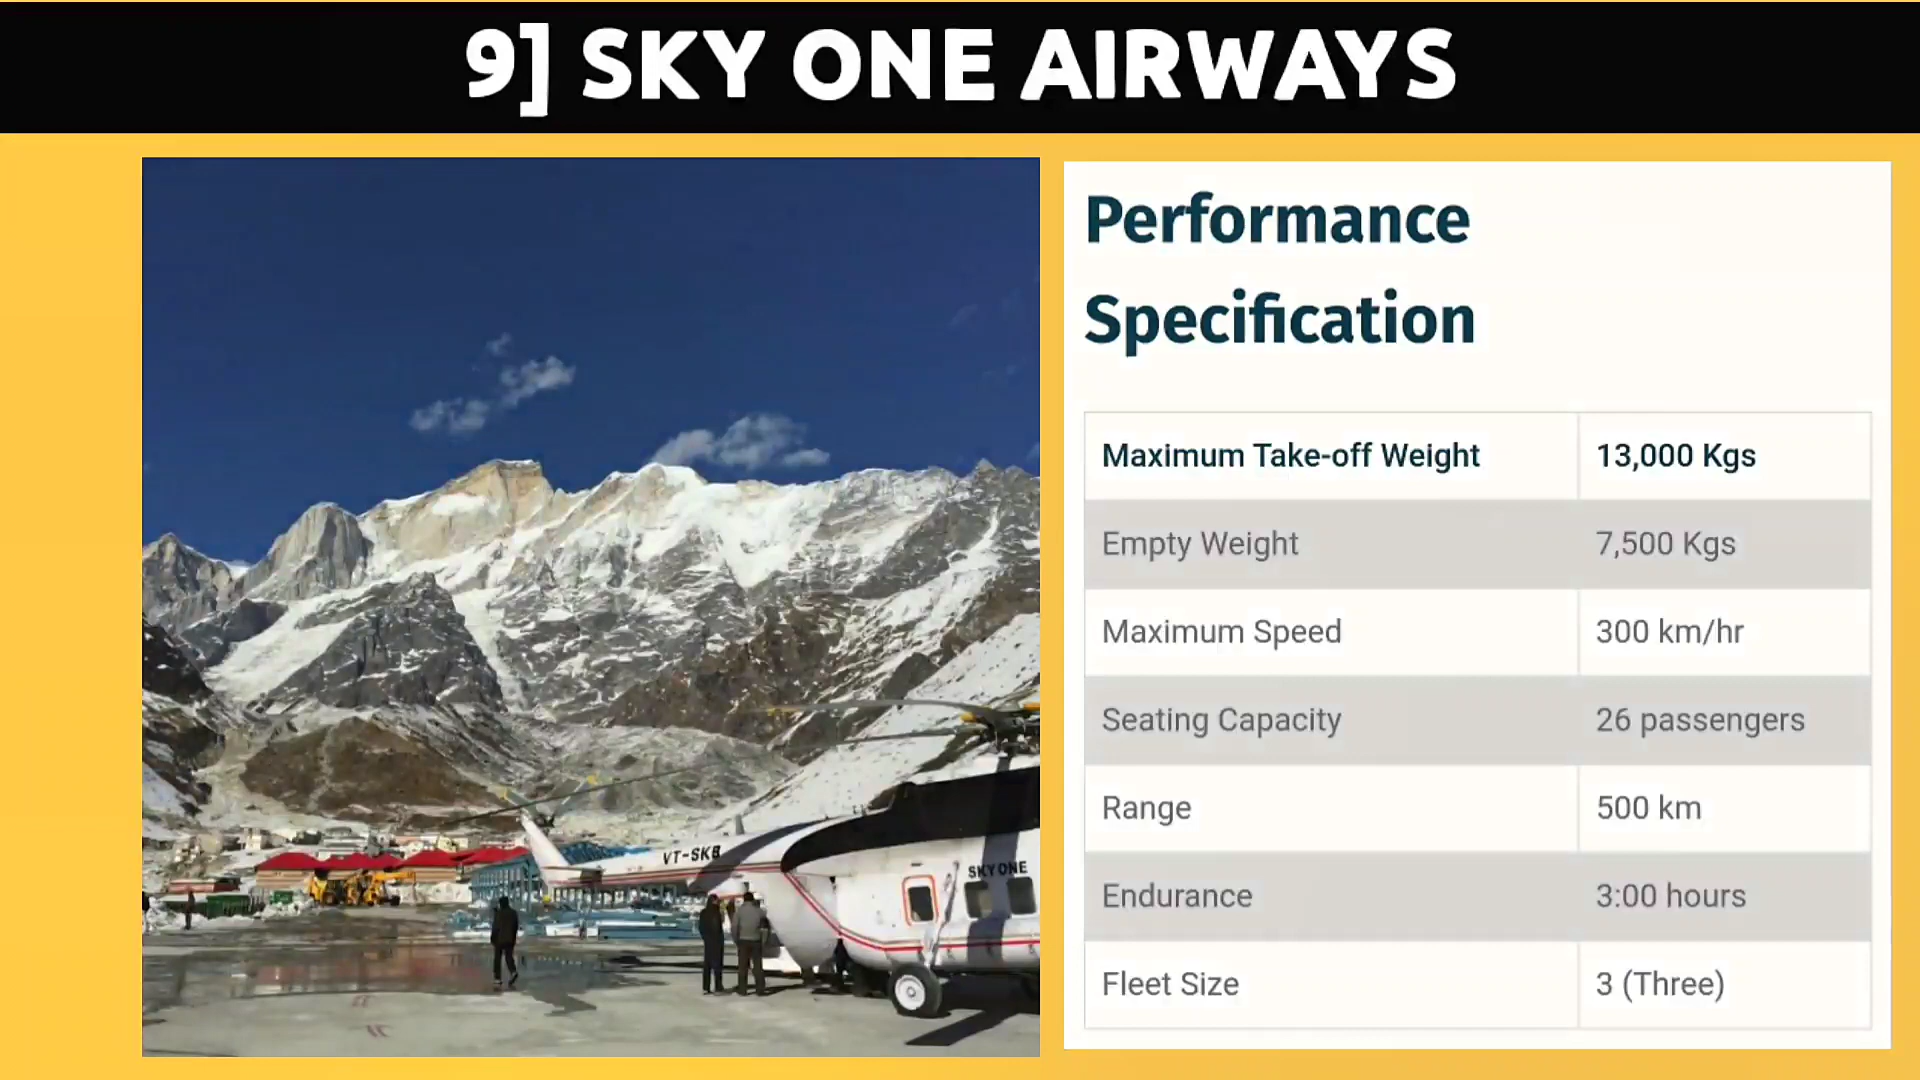 9] SKY ONE AIRWAYS
VT-SKB
SKY ONE
Performance
Specification
Maximum Take-off Weight 13,000 Kgs
Empty Weight 7,500 Kgs
Maximum Speed 300 km/hr
Seating Capacity 26 passengers
Range 500 km
Endurance 3:00 hours
Fleet Size 3 (Three)